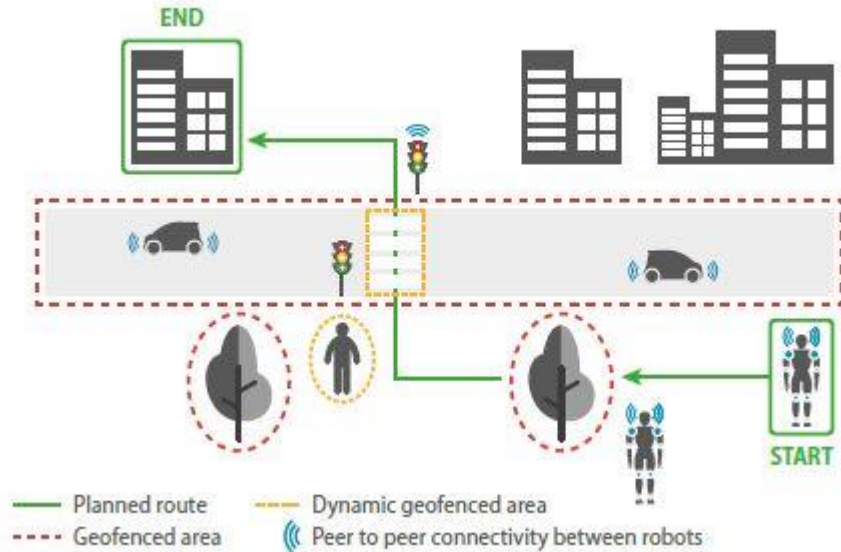 END
START
Planned route
Dynamic geofenced area
Geofenced area
Peer to peer connectivity between robots